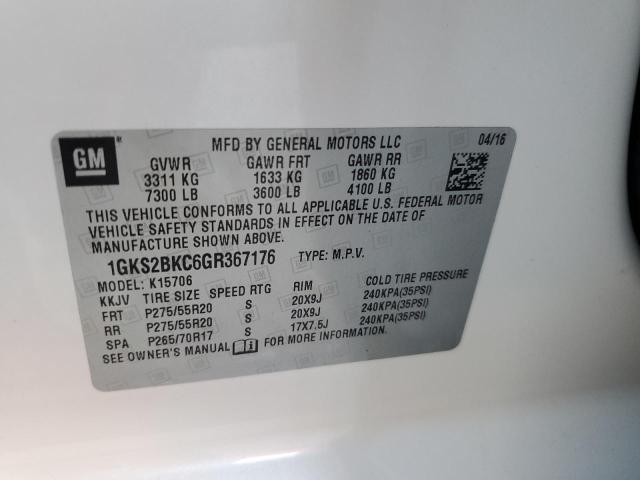 GM
MFD BY GENERAL MOTORS LLC 04/16
GVWR GAWR FRT GAWR RR
3311 KG 1633 KG 1860 KG
7300 LB 3600 LB 4100 LB
THIS VEHICLE CONFORMS TO ALL APPLICABLE U.S. FEDERAL MOTOR
VEHICLE SAFETY STANDARDS IN EFFECT ON THE DATE OF
MANUFACTURE SHOWN ABOVE.
1GKS2BKC6GR367176 TYPE: M.P.V.
MODEL: K15706
KKJV TIRE SIZE SPEED RTG RIM COLD TIRE PRESSURE
FRT P275/55R20 S 20X9J 240KPA(35PSI)
RR P275/55R20 S 20X9J 240KPA(35PSI)
SPA P265/70R17 S 17X7.5J 240KPA(35PSI)
SEE OWNER'S MANUAL FOR MORE INFORMATION.